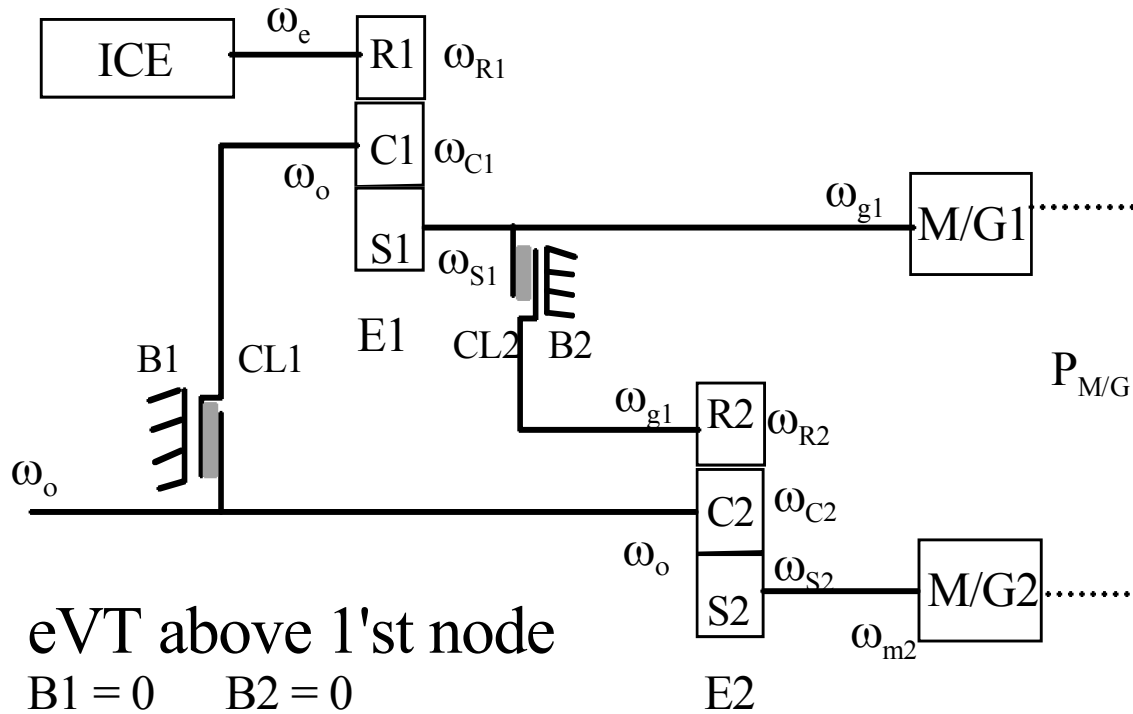 ωe
ICE
R1
ωR1
C1
ωC1
ωo
S1
ωS1
ωg1
M/G1
E1
B1
CL1
CL2
B2
PM/G
ωg1
R2
ωR2
ωo
C2
ωC2
ωo
S2
ωS2
M/G2
ωm2
eVT above 1'st node
B1 = 0 B2 = 0
E2